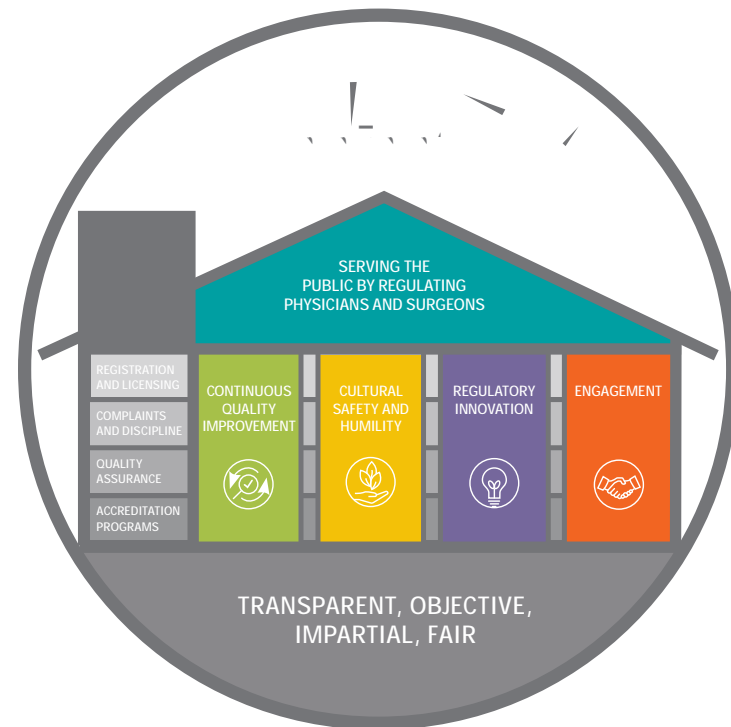 SERVING THE
PUBLIC BY REGULATING
PHYSICIANS AND SURGEONS
REGISTRATION
AND LICENSING
COMPLAINTS
AND DISCIPLINE
QUALITY
ASSURANCE
ACCREDITATION
PROGRAMS
CONTINUOUS
QUALITY
IMPROVEMENT
CULTURAL
SAFETY AND
HUMILITY
REGULATORY
INNOVATION
ENGAGEMENT
TRANSPARENT, OBJECTIVE,
IMPARTIAL, FAIR